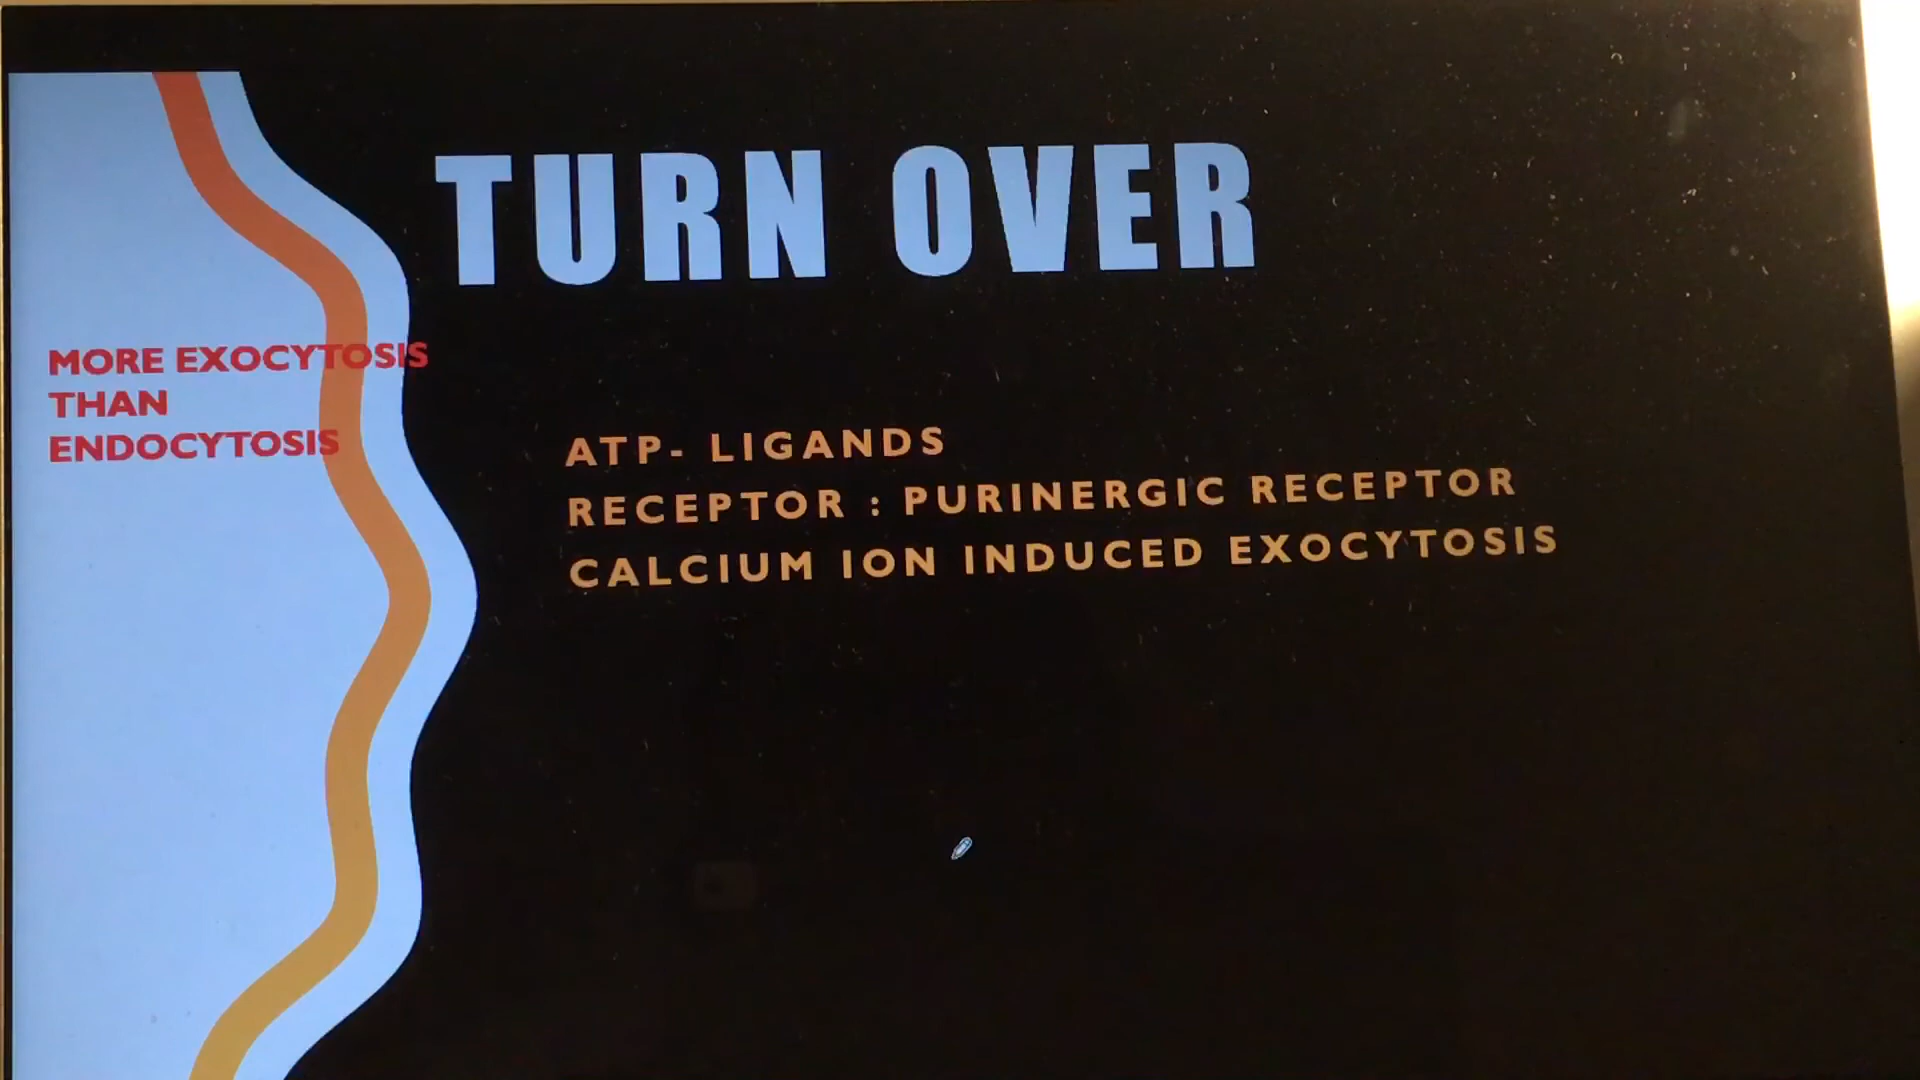 TURN OVER
MORE EXOCYTOSIS
THAN
ENDOCYTOSIS
ATP- LIGANDS
RECEPTOR : PURINERGIC RECEPTOR
CALCIUM ION INDUCED EXOCYTOSIS